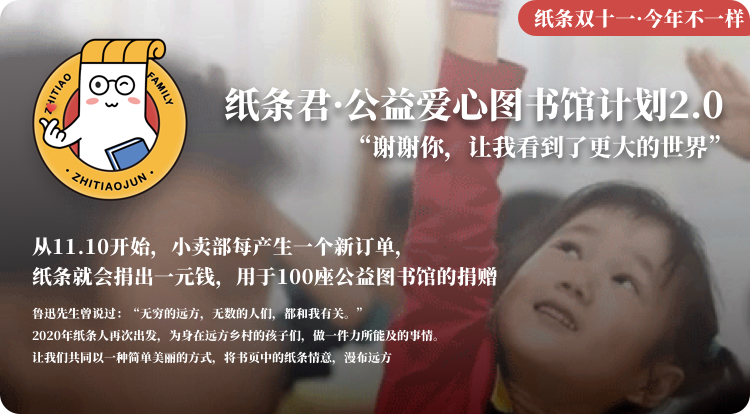 纸条双十一·今年不一样
ZHITIAO FAMILY
·ZHITIAOJUN·
纸条君·公益爱心图书馆计划2.0
“谢谢你，让我看到了更大的世界”
从11.10开始，小卖部每产生一个新订单，
纸条就会捐出一元钱，用于100座公益图书馆的捐赠
鲁迅先生曾说过：“无穷的远方，无数的人们，都和我有关。”
2020年纸条人再次出发，为身在远方乡村的孩子们，做一件力所能及的事情。
让我们共同以一种简单美丽的方式，将书页中的纸条情意，漫布远方